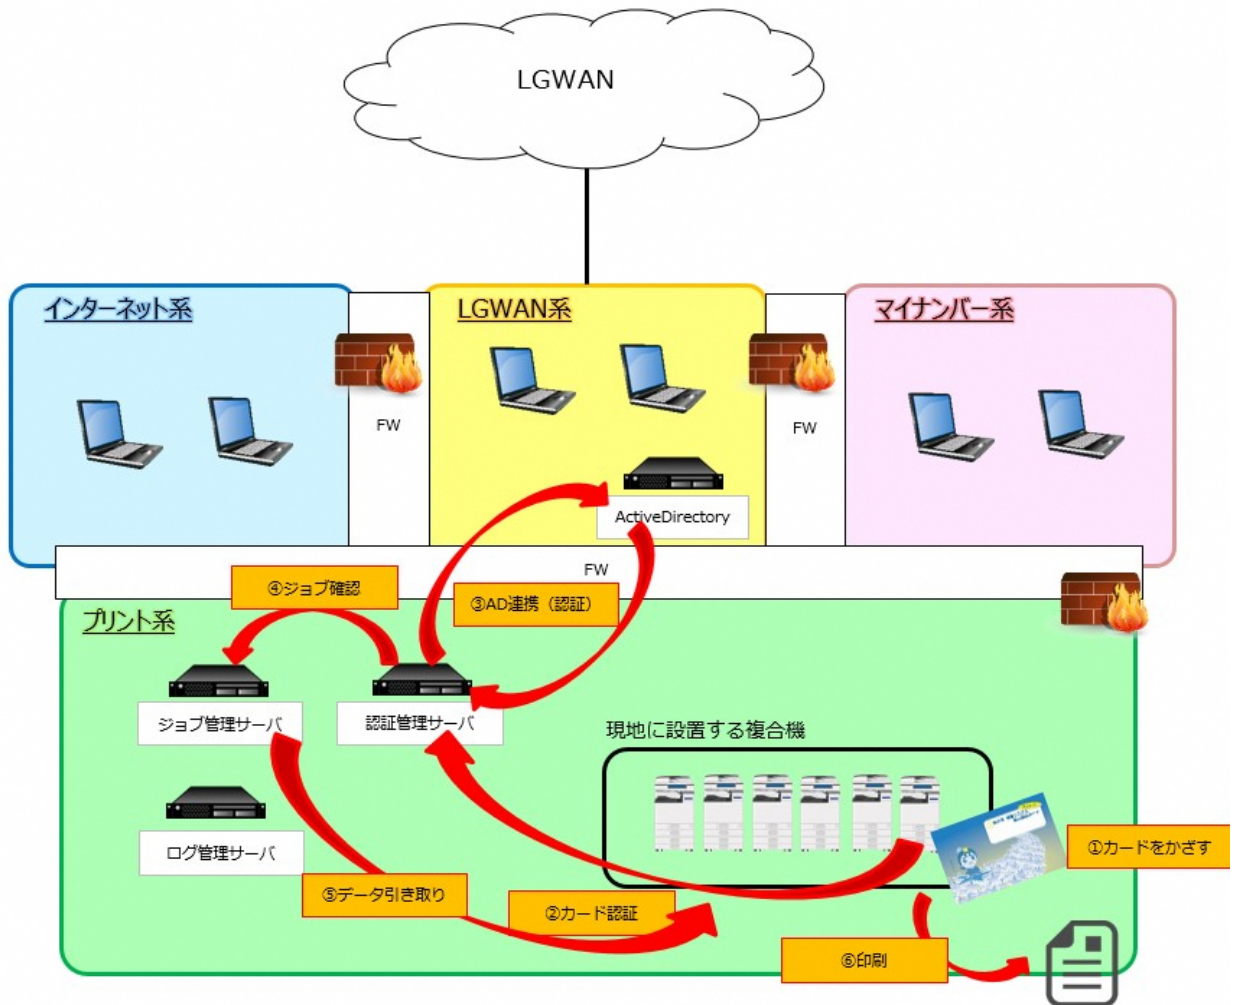 LGWAN
インターネット系
LGWAN系
マイナンバー系
FW
FW
ActiveDirectory
FW
④ジョブ確認
③AD連携（認証）
プリント系
ジョブ管理サーバ
認証管理サーバ
現地に設置する複合機
ログ管理サーバ
①カードをかざす
⑤データ引き取り
②カード認証
⑥印刷